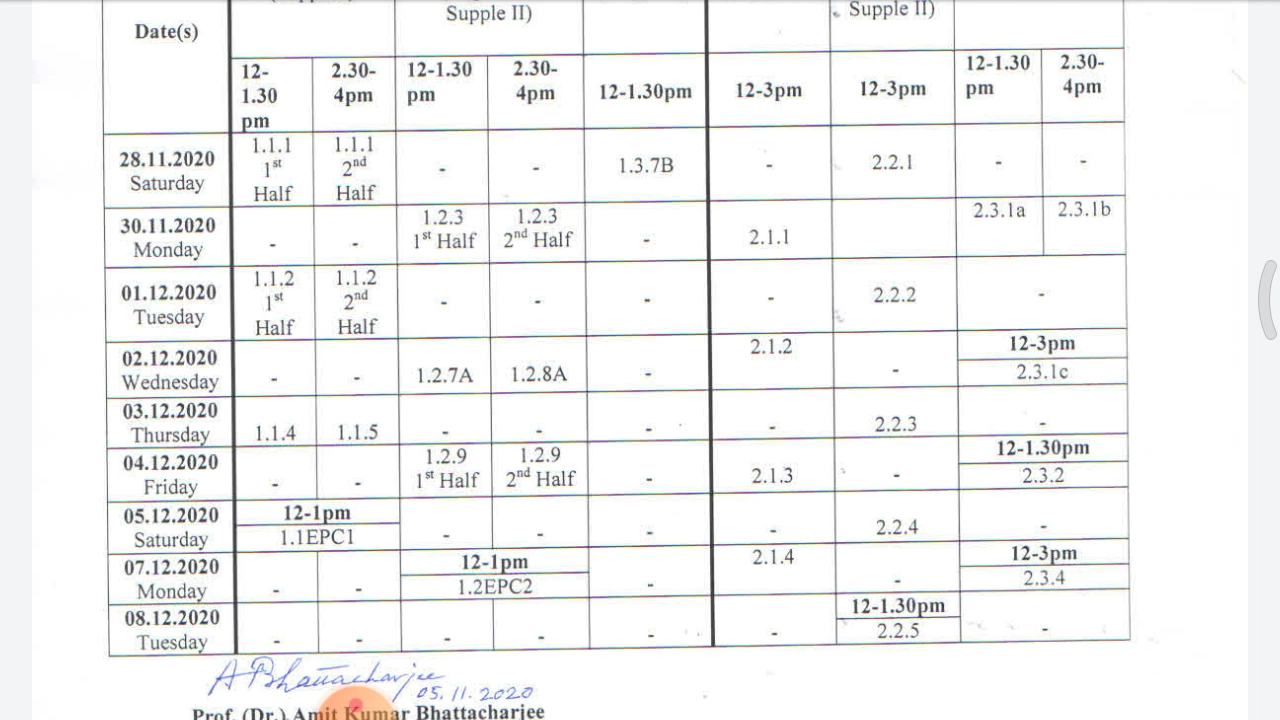 Supple II)
Supple II)
Date(s)
12-1.30 pm
2.30-4pm
12-1.30 pm
2.30-4pm
12-1.30pm
12-3pm
12-3pm
12-1.30 pm
2.30-4pm
28.11.2020 Saturday
1.1.1 1st Half
1.1.1 2nd Half
-
-
1.3.7B
-
2.2.1
-
-
30.11.2020 Monday
-
-
1.2.3 1st Half
1.2.3 2nd Half
-
2.1.1
2.3.1a
2.3.1b
01.12.2020 Tuesday
1.1.2 1st Half
1.1.2 2nd Half
-
-
-
-
2.2.2
-
02.12.2020 Wednesday
-
-
1.2.7A
1.2.8A
-
2.1.2
-
12-3pm
2.3.1c
03.12.2020 Thursday
1.1.4
1.1.5
-
-
-
-
2.2.3
-
04.12.2020 Friday
-
-
1.2.9 1st Half
1.2.9 2nd Half
-
2.1.3
-
12-1.30pm
2.3.2
05.12.2020 Saturday
12-1pm
1.1EPC1
-
-
-
-
2.2.4
-
07.12.2020 Monday
-
-
12-1pm
1.2EPC2
-
2.1.4
-
12-3pm
2.3.4
08.12.2020 Tuesday
-
-
-
-
-
-
12-1.30pm
2.2.5
-
A Bhattacharjee
05.11.2020
Prof. (Dr.) Amit Kumar Bhattacharjee